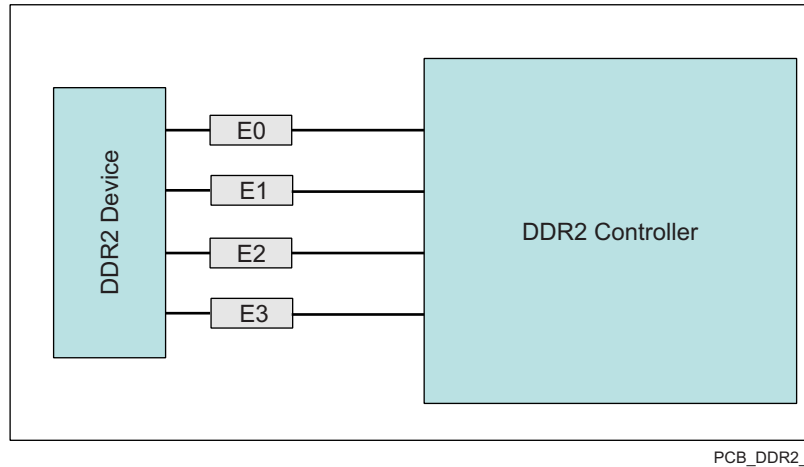 DDR2 Device
E0
E1
E2
E3
DDR2 Controller
PCB_DDR2_